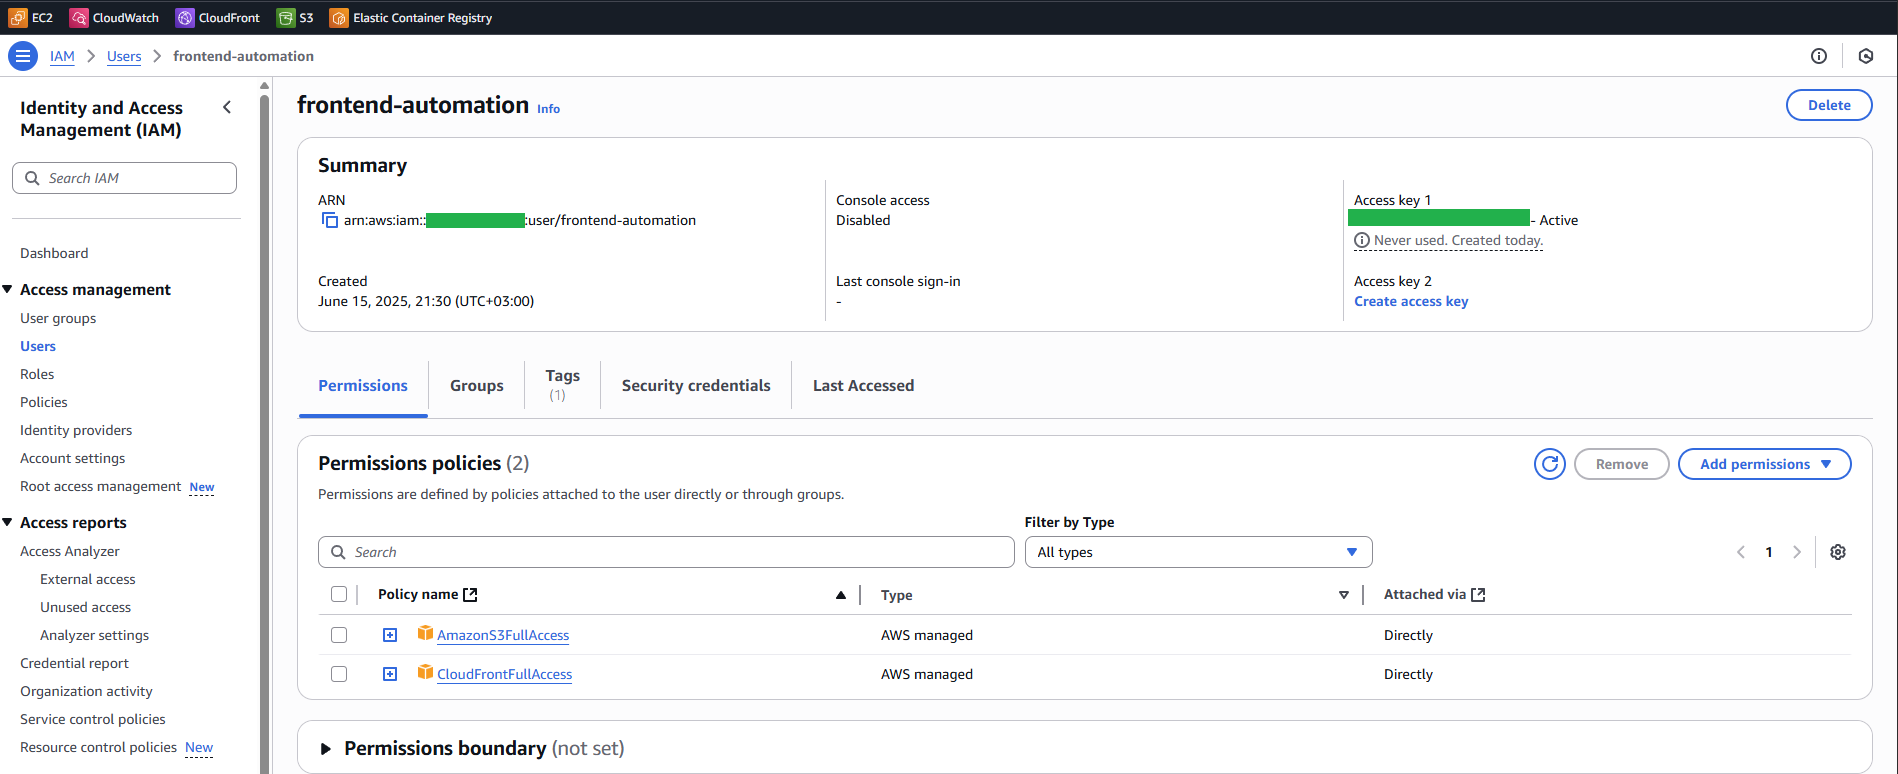 EC2 CloudWatch CloudFront S3 Elastic Container Registry
IAM Users frontend-automation
Identity and Access
Management (IAM)
Search IAM
Dashboard
Access management
User groups
Users
Roles
Policies
Identity providers
Account settings
Root access management New
Access reports
Access Analyzer
External access
Unused access
Analyzer settings
Credential report
Organization activity
Service control policies
Resource control policies New
frontend-automation Info
Delete
Summary
ARN
arn:aws:iam:: :user/frontend-automation
Created
June 15, 2025, 21:30 (UTC+03:00)
Console access
Disabled
Last console sign-in
-
Access key 1
- Active
Never used. Created today.
Access key 2
Create access key
Permissions
Groups
Tags
(1)
Security credentials
Last Accessed
Permissions policies (2)
Remove
Add permissions
Permissions are defined by policies attached to the user directly or through groups.
Filter by Type
Search
All types
1
Policy name Type Attached via
AmazonS3FullAccess AWS managed Directly
CloudFrontFullAccess AWS managed Directly
Permissions boundary (not set)